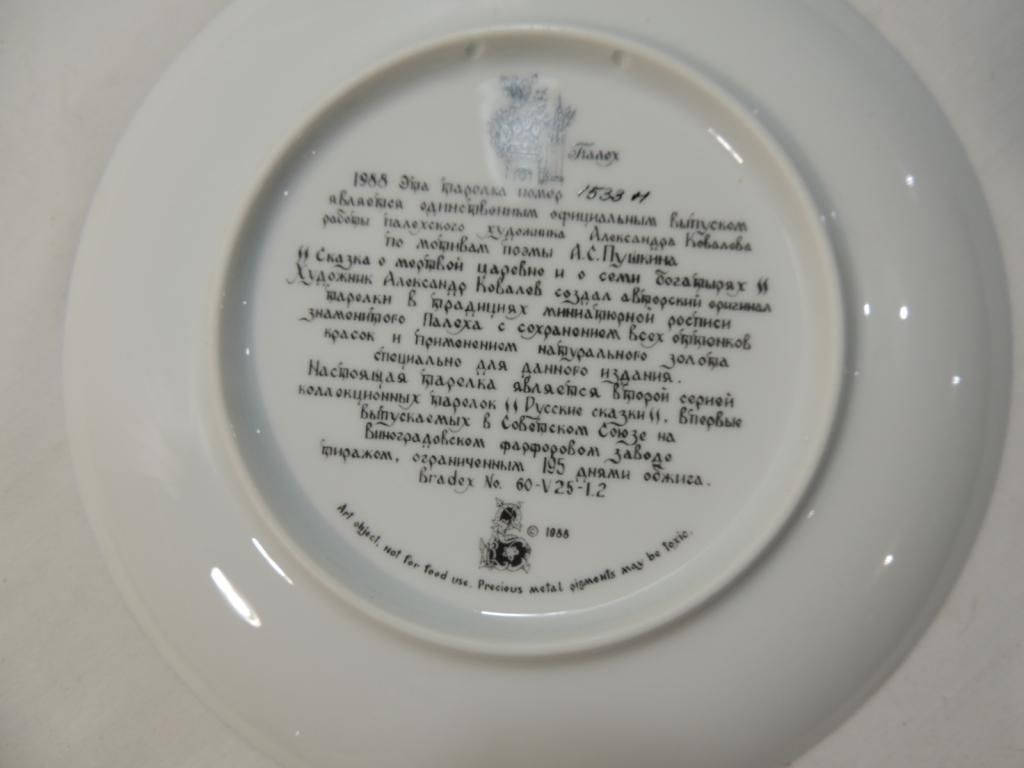 Палех
1988 Эта тарелка номер 1533 И
является единственным официальным выпуском
работы палехского художника Александра Ковалева
по мотивам поэмы А.С.Пушкина
"Сказка о мертвой царевне и о семи богатырях"
Художник Александр Ковалев создал авторский оригинал
тарелки в традициях миниатюрной росписи
знаменитого Палеха с сохранением всех оттенков
красок и применением натурального золота
специально для данного издания.
Настоящая тарелка является второй серией
коллекционных тарелок "Русские сказки", впервые
выпускаемых в Советском Союзе на
Виноградовском фарфоровом заводе
тиражом, ограниченным 195 днями обжига.
Bradex No. 60-V25-1.2
© 1988
Art object, not for food use. Precious metal pigments may be toxic.